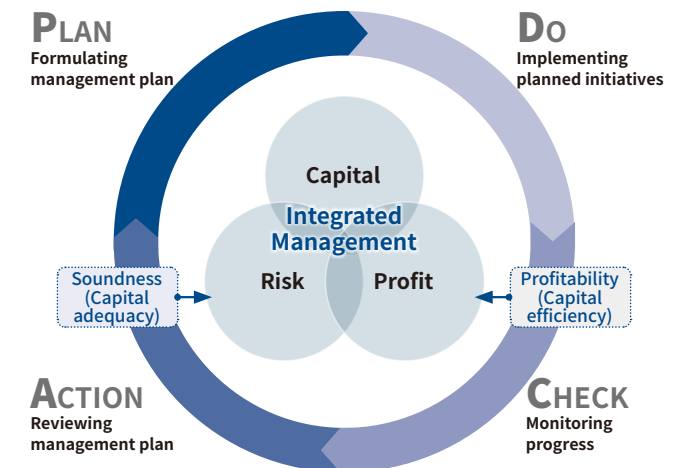 PLAN
Formulating
management plan
DO
Implementing
planned initiatives
Capital
Integrated
Management
Risk
Profit
Soundness
(Capital
adequacy)
Profitability
(Capital
efficiency)
ACTION
Reviewing
management plan
CHECK
Monitoring
progress